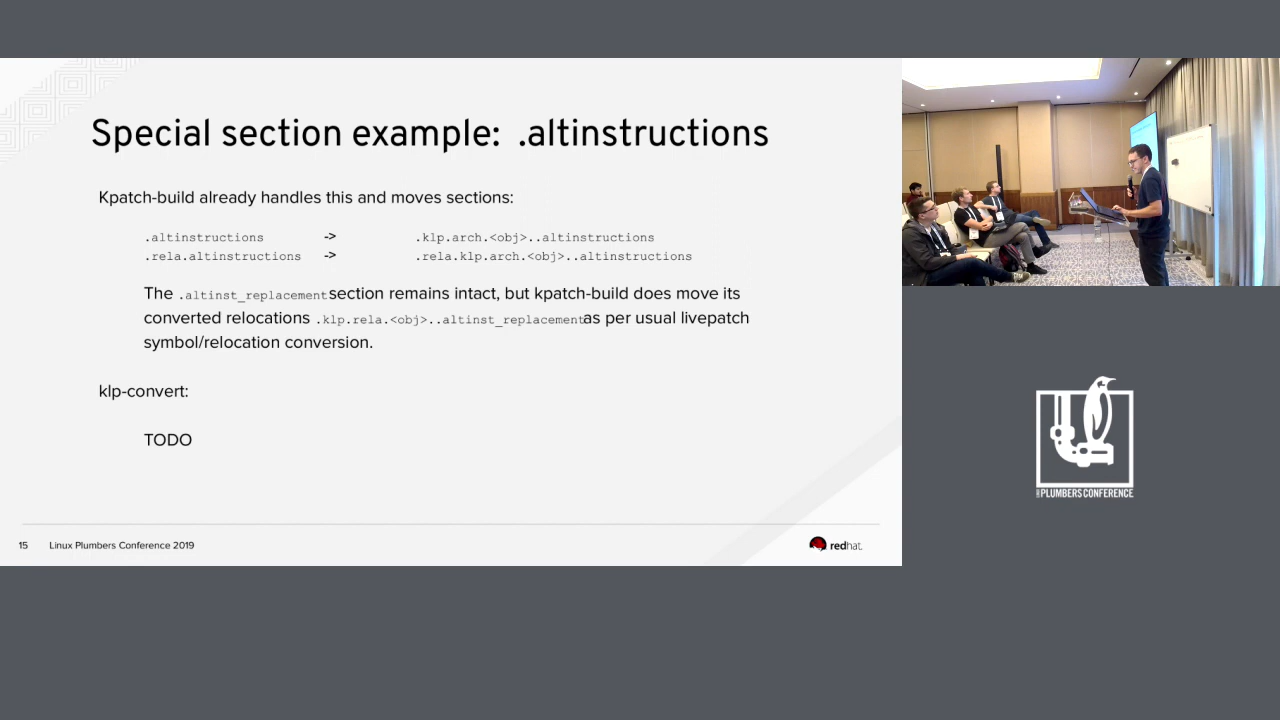 Special section example: .altinstructions
Kpatch-build already handles this and moves sections:
.altinstructions -> .klp.arch.<obj>..altinstructions
.rela.altinstructions -> .rela.klp.arch.<obj>..altinstructions
The .altinst_replacement section remains intact, but kpatch-build does move its
converted relocations .klp.rela.<obj>..altinst_replacement as per usual livepatch
symbol/relocation conversion.
klp-convert:
TODO
15 Linux Plumbers Conference 2019
redhat.
PLUMBERS CONFERENCE